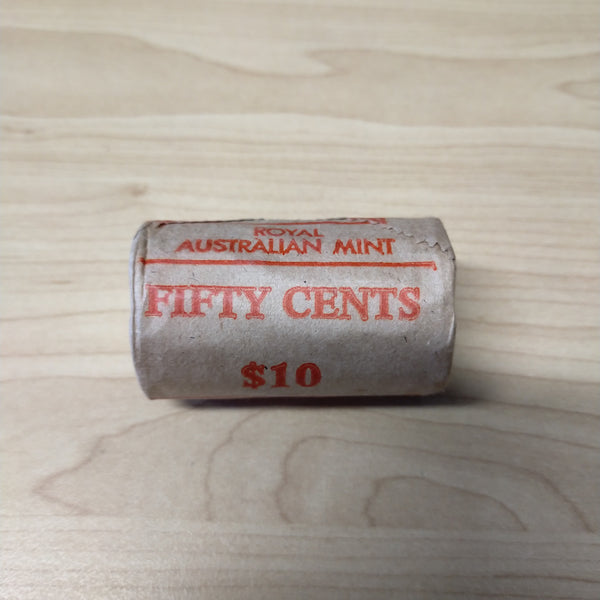 ROYAL
AUSTRALIAN MINT
FIFTY CENTS
$10